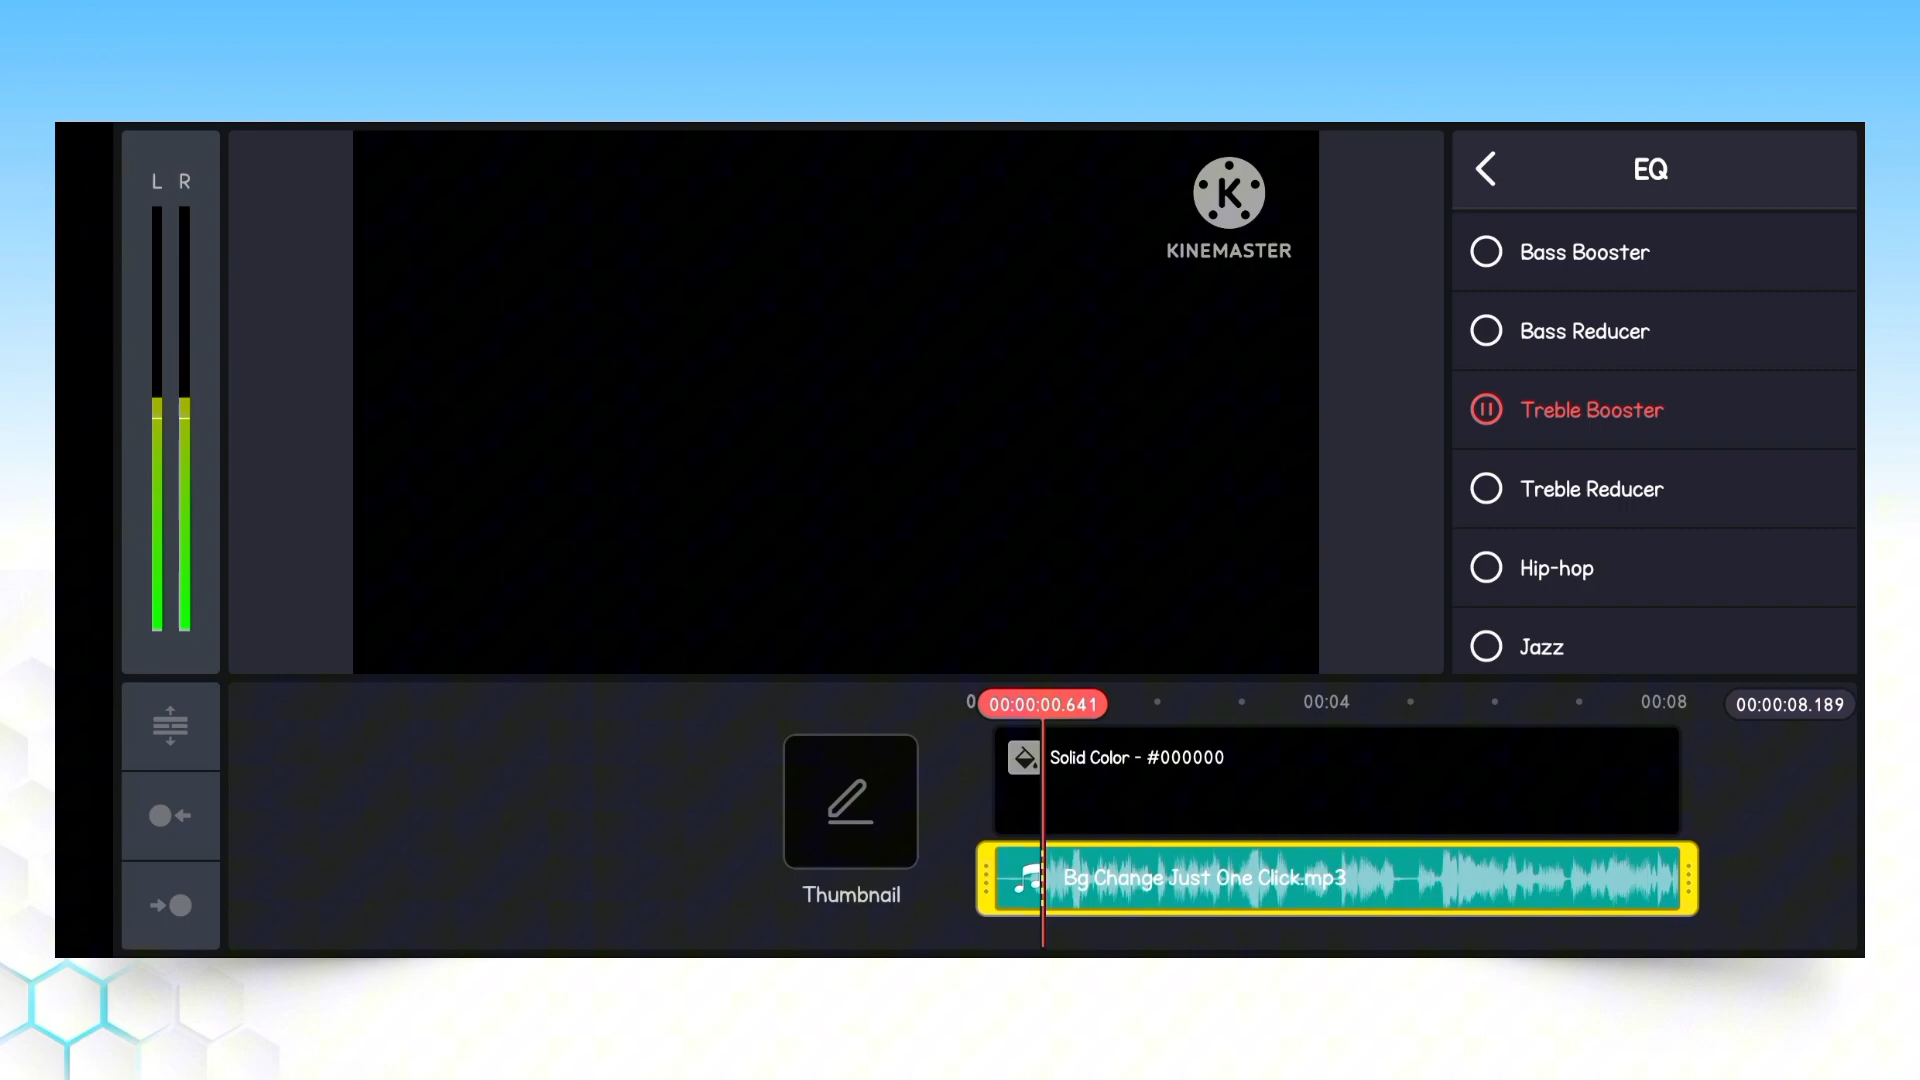 L R
K
KINEMASTER
EQ
Bass Booster
Bass Reducer
Treble Booster
Treble Reducer
Hip-hop
Jazz
0 00:00:00.641 00:04 00:08 00:00:08.189
Solid Color - #000000
Bg Change Just One Click.mp3
Thumbnail